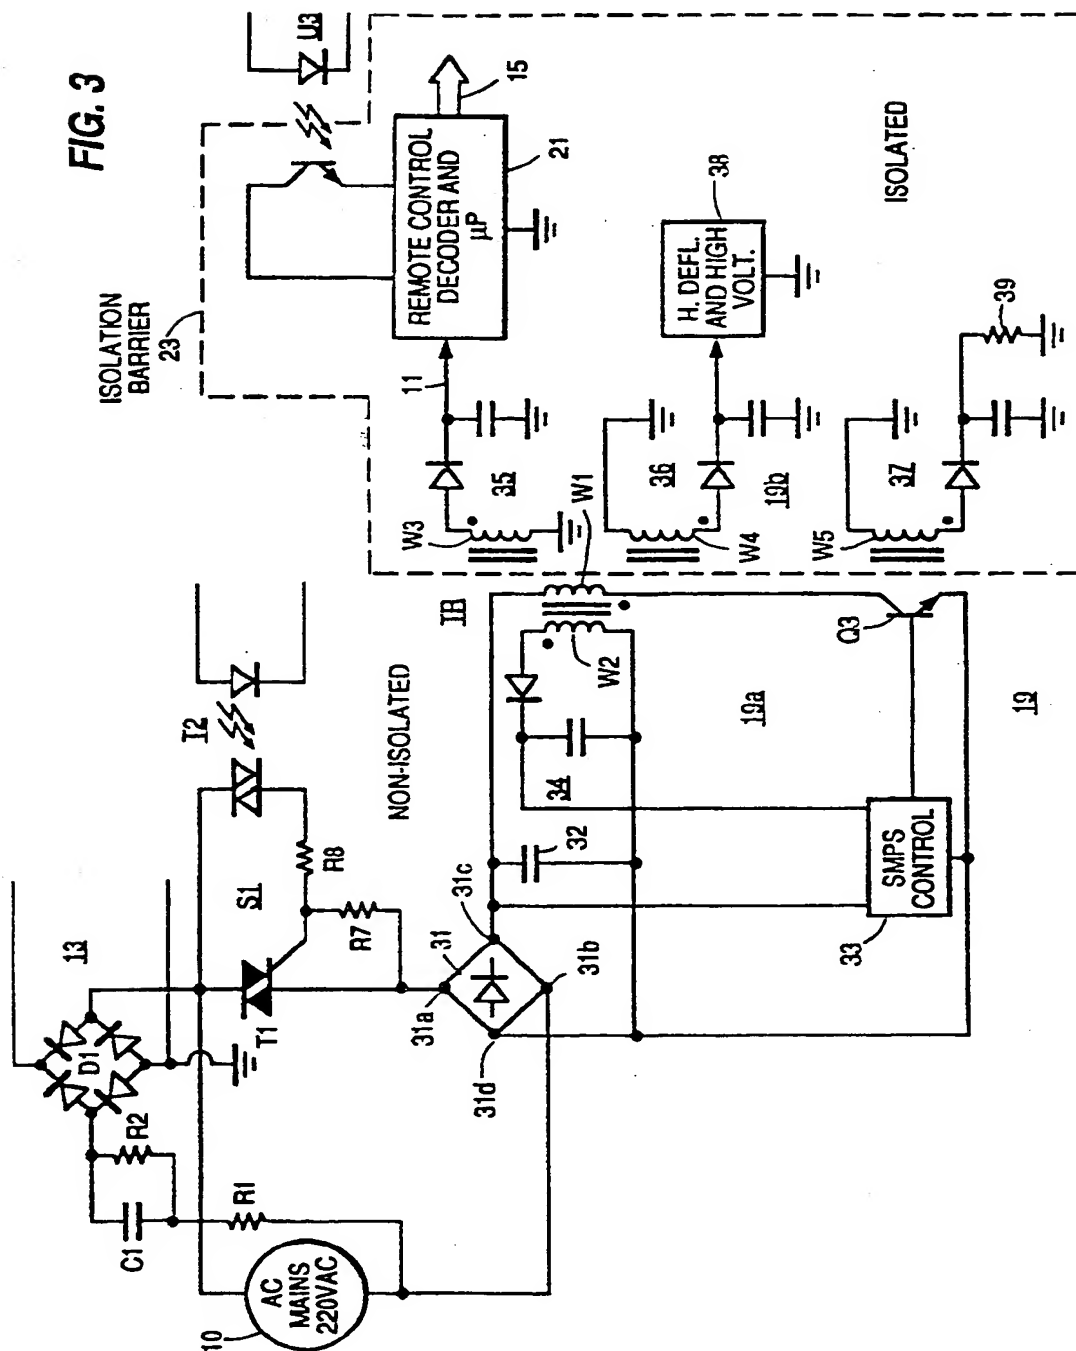 FIG. 3
ISOLATION
BARRIER
23
U3
15
REMOTE CONTROL
DECODER AND
µP
21
11
38
H. DEFL.
AND HIGH
VOLT.
ISOLATED
39
35
36
19b
37
W3
W1
W4
W5
TR
W2
Q3
T2
NON-ISOLATED
34
19a
19
R8
S1
R7
32
31c
SMPS
CONTROL
33
13
D1
T1
31
31a
31b
31d
R2
C1
R1
AC
MAINS
220VAC
10